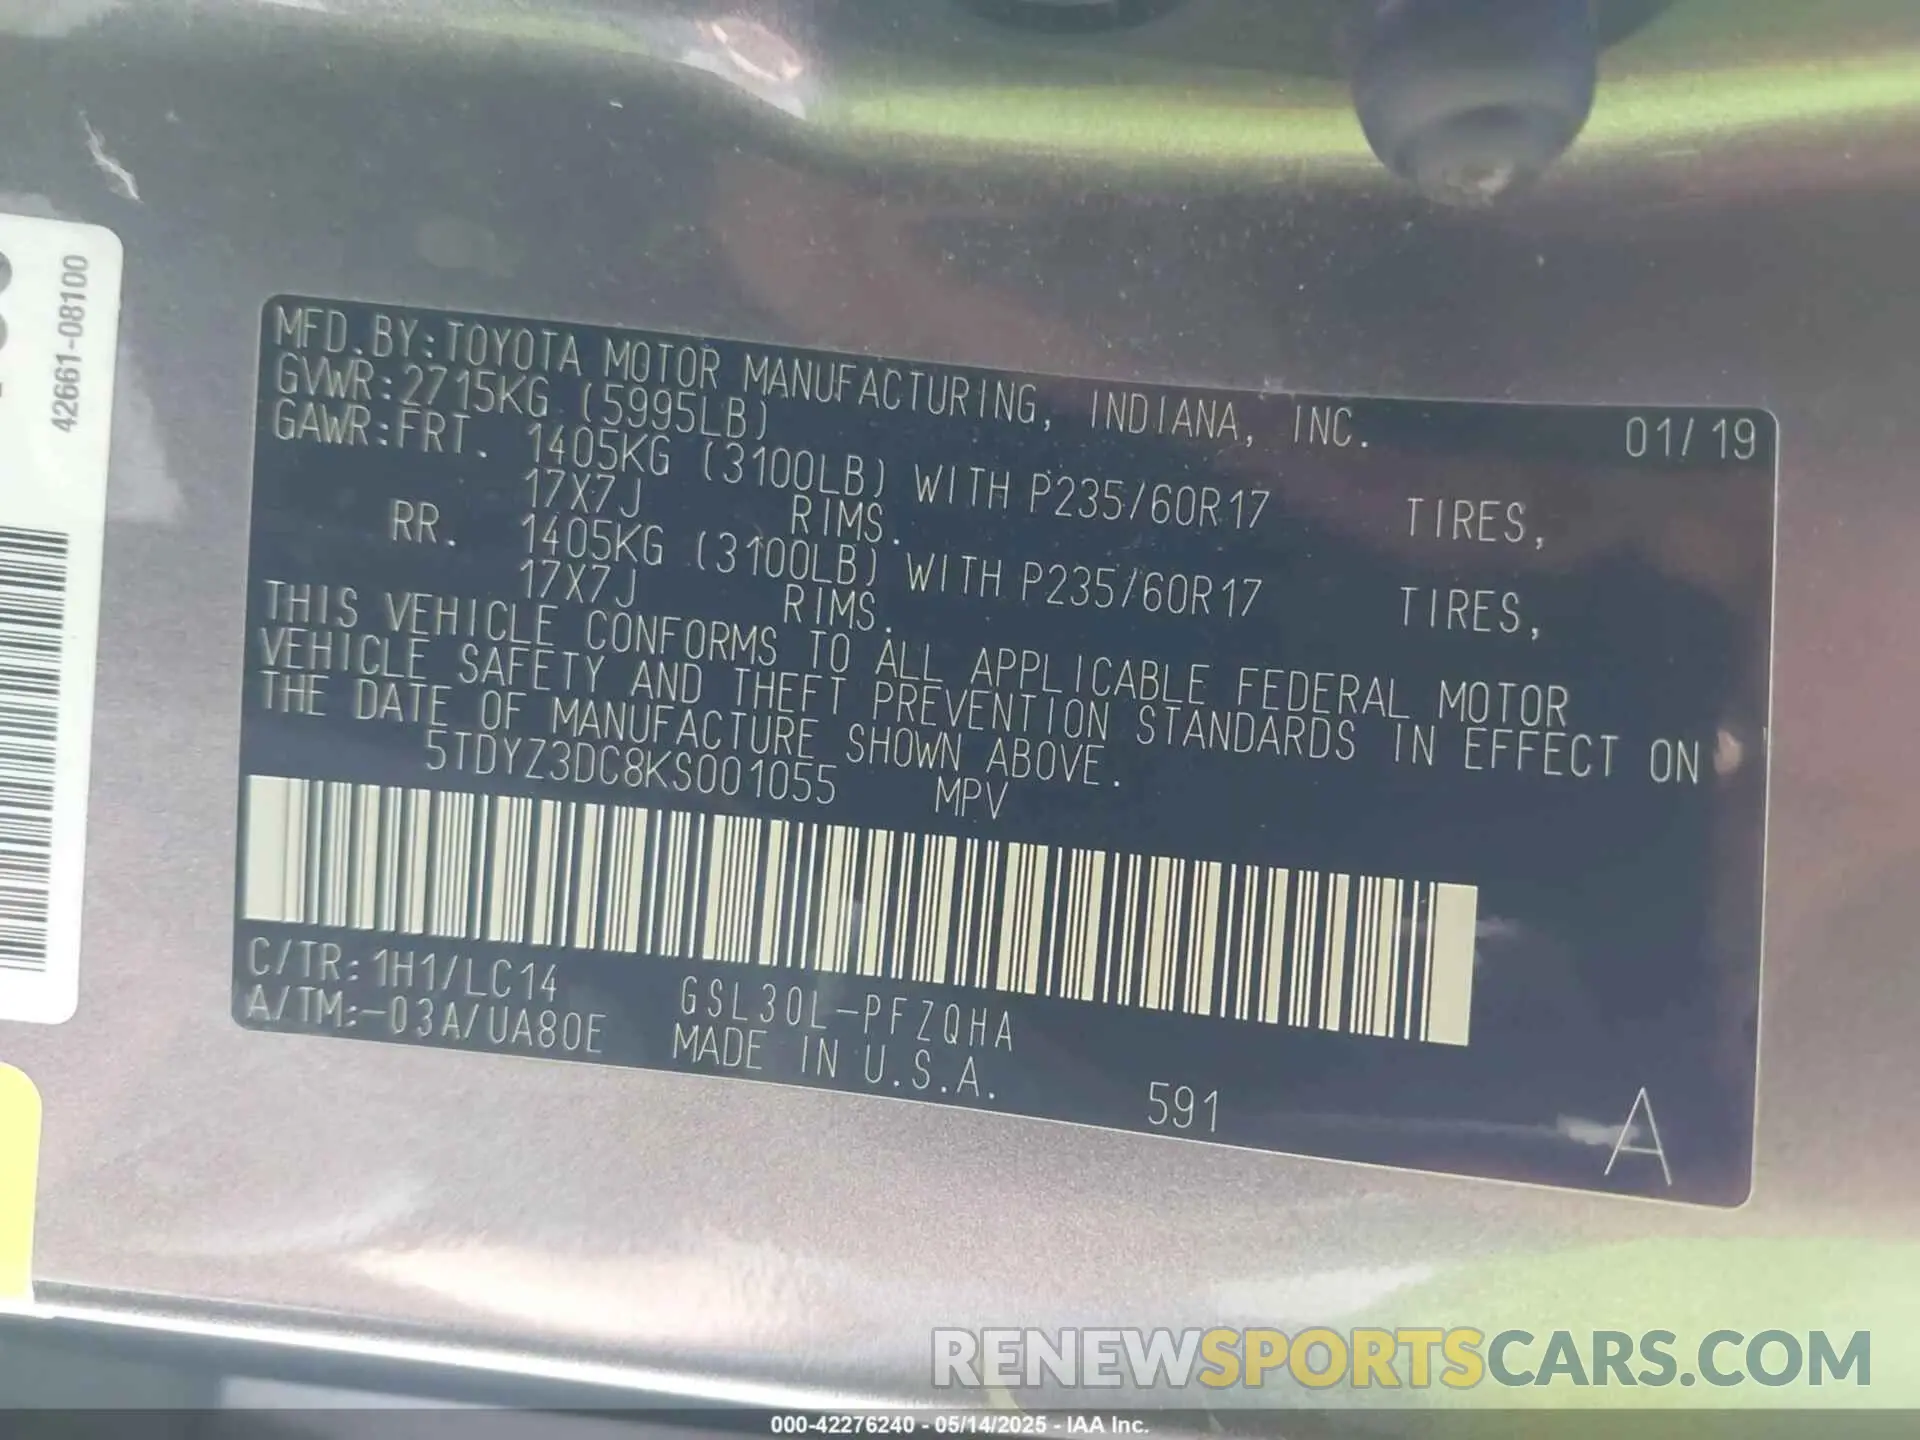 42661-08100
MFD.BY:TOYOTA MOTOR MANUFACTURING, INDIANA, INC. 01/19
GVWR:2715KG (5995LB)
GAWR:FRT. 1405KG (3100LB) WITH P235/60R17 TIRES,
17X7J RIMS.
RR. 1405KG (3100LB) WITH P235/60R17 TIRES,
17X7J RIMS.
THIS VEHICLE CONFORMS TO ALL APPLICABLE FEDERAL MOTOR
VEHICLE SAFETY AND THEFT PREVENTION STANDARDS IN EFFECT ON
THE DATE OF MANUFACTURE SHOWN ABOVE.
5TDYZ3DC8KS001055 MPV
C/TR:1H1/LC14 GSL30L-PFZQHA
A/TM:-03A/UA80E MADE IN U.S.A.
591
A
RENEWSPORTSCARS.COM
000-42276240 - 05/14/2025 - IAA Inc.